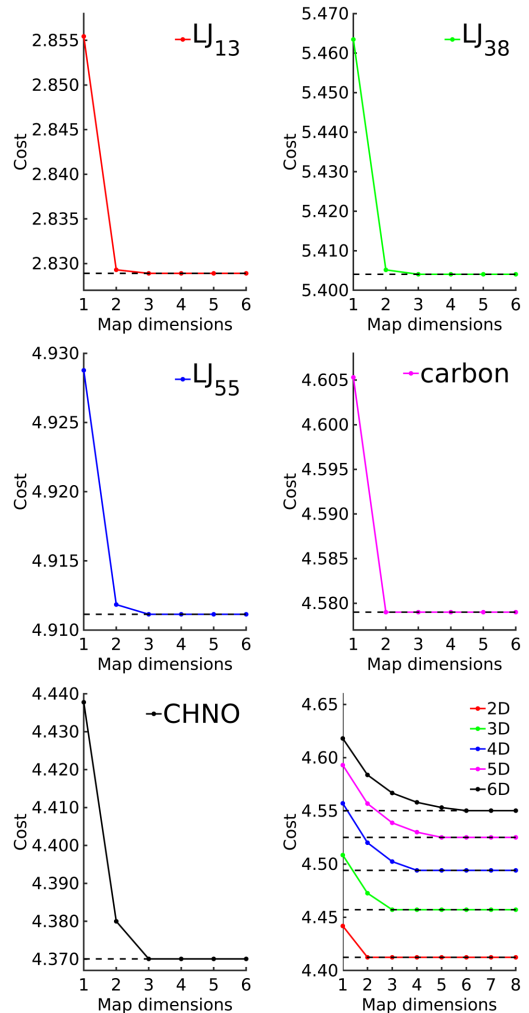 LJ13
2.855
2.850
2.845
2.840
2.835
2.830
Cost
1 2 3 4 5 6
Map dimensions
LJ38
5.470
5.460
5.450
5.440
5.430
5.420
5.410
5.400
Cost
1 2 3 4 5 6
Map dimensions
LJ55
4.930
4.925
4.920
4.915
4.910
Cost
1 2 3 4 5 6
Map dimensions
carbon
4.605
4.600
4.595
4.590
4.585
4.580
Cost
1 2 3 4 5 6
Map dimensions
CHNO
4.440
4.430
4.420
4.410
4.400
4.390
4.380
4.370
Cost
1 2 3 4 5 6
Map dimensions
2D
3D
4D
5D
6D
4.65
4.60
4.55
4.50
4.45
4.40
Cost
1 2 3 4 5 6 7 8
Map dimensions